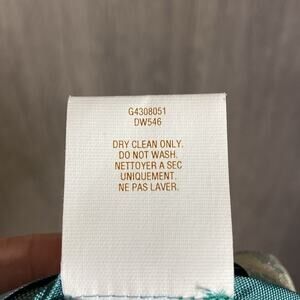 G4308051
DW546
DRY CLEAN ONLY.
DO NOT WASH.
NETTOYER A SEC
UNIQUEMENT.
NE PAS LAVER.